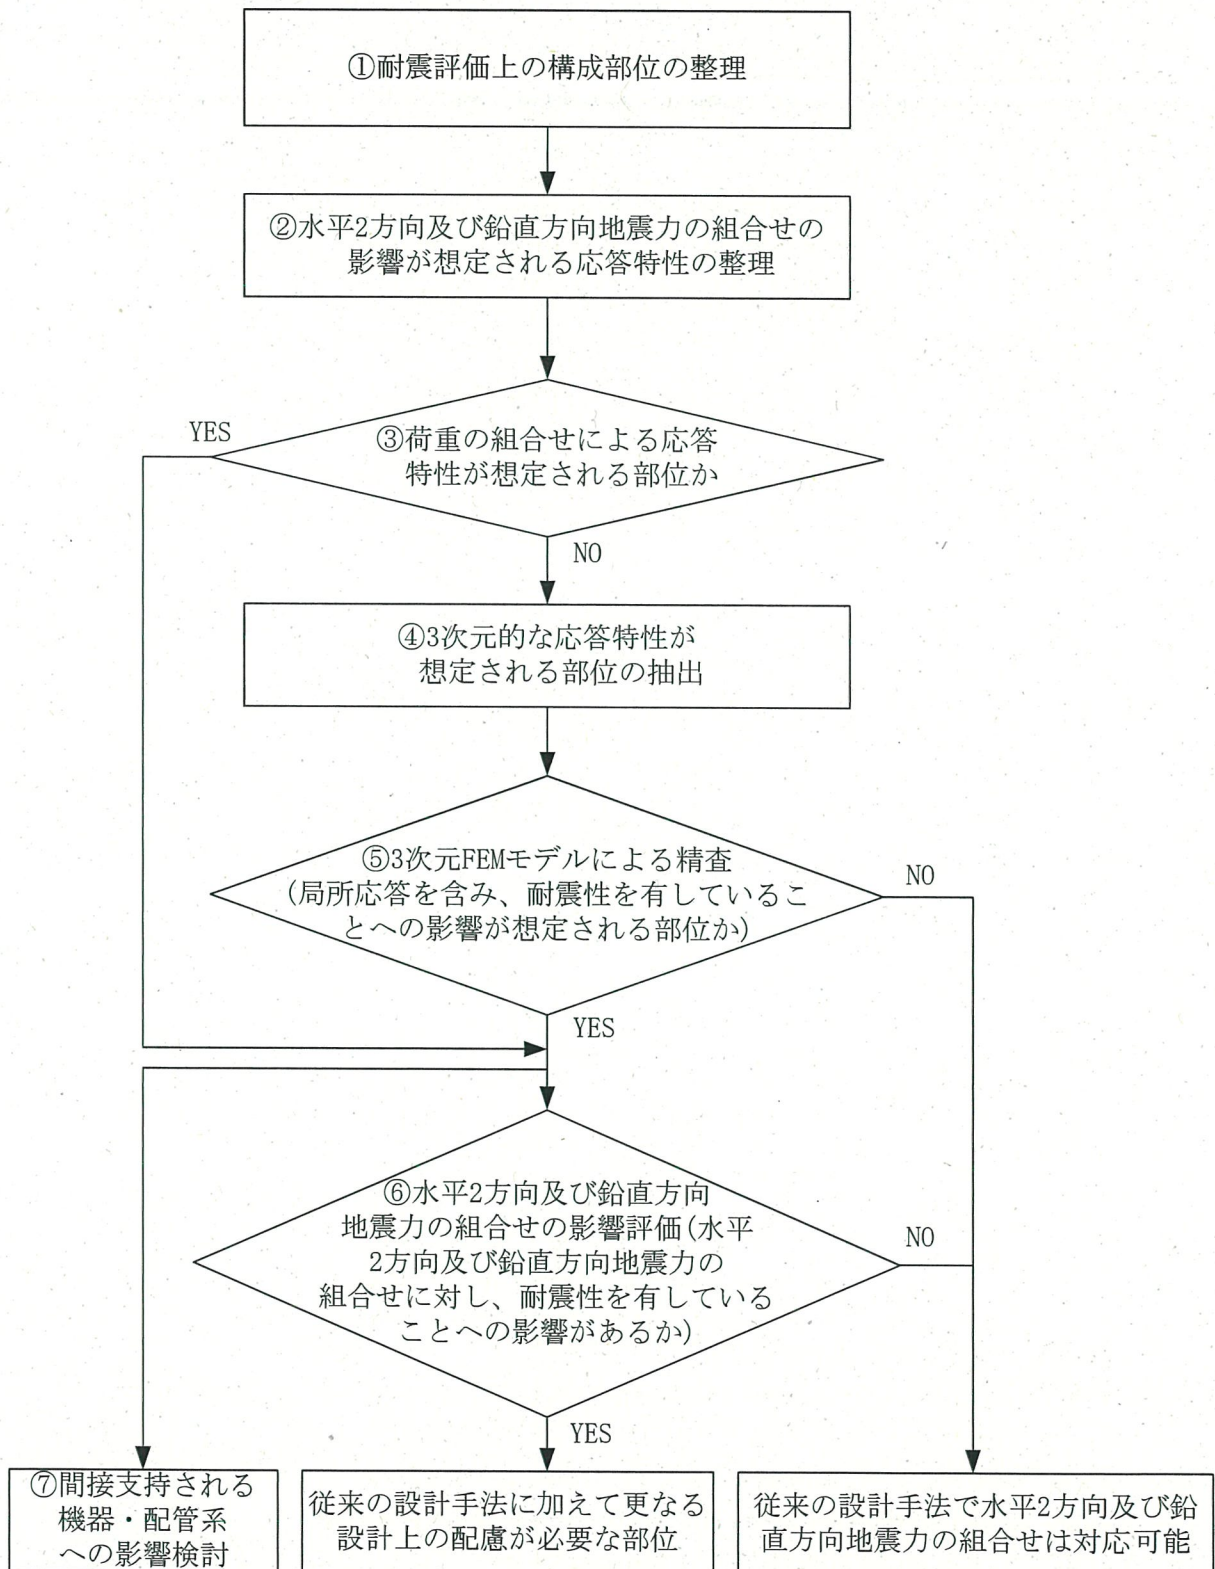 ①耐震評価上の構成部位の整理
②水平2方向及び鉛直方向地震力の組合せの
影響が想定される応答特性の整理
YES
③荷重の組合せによる応答
特性が想定される部位か
NO
④3次元的な応答特性が
想定される部位の抽出
⑤3次元FEMモデルによる精査
(局所応答を含み、耐震性を有しているこ
とへの影響が想定される部位か)
NO
YES
⑥水平2方向及び鉛直方向
地震力の組合せの影響評価(水平
2方向及び鉛直方向地震力の
組合せに対し、耐震性を有している
ことへの影響があるか)
NO
YES
⑦間接支持される
機器・配管系
への影響検討
従来の設計手法に加えて更なる
設計上の配慮が必要な部位
従来の設計手法で水平2方向及び鉛
直方向地震力の組合せは対応可能